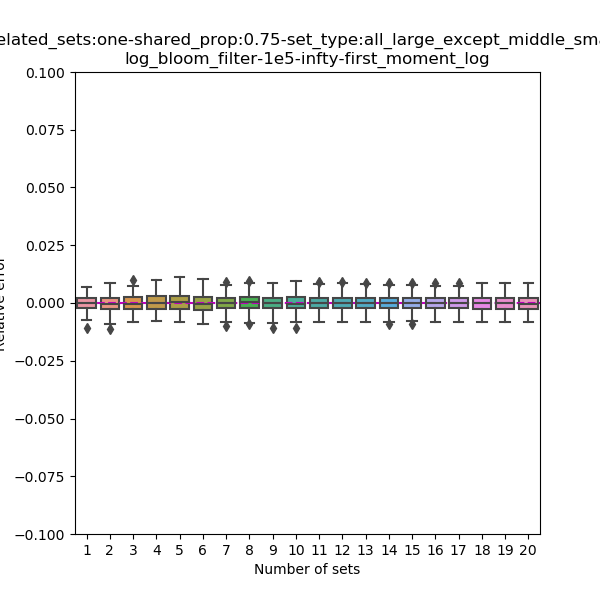 elated_sets:one-shared_prop:0.75-set_type:all_large_except_middle_sma
log_bloom_filter-1e5-infty-first_moment_log
0.100
0.075
0.050
0.025
0.000
−0.025
−0.050
−0.075
−0.100
Relative error
1 2 3 4 5 6 7 8 9 10 11 12 13 14 15 16 17 18 19 20
Number of sets